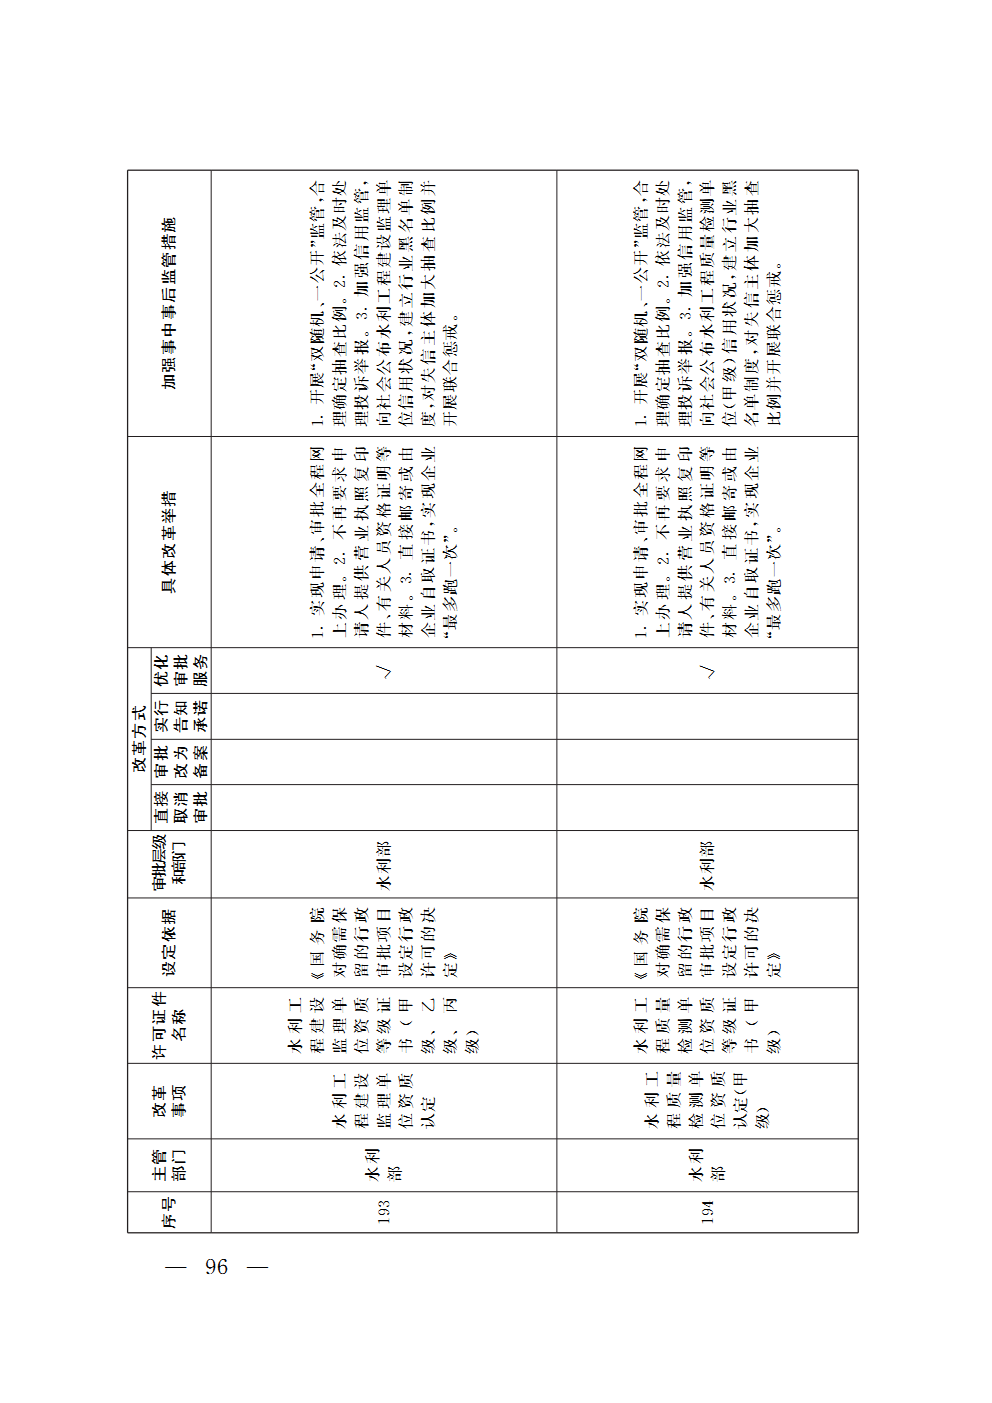 序号
主管
部门
改革
事项
许可证件
名称
设定依据
审批层级
和部门
改革方式
直接
取消
审批
审批
改为
备案
实行
告知
承诺
优化
审批
服务
具体改革举措
加强事中事后监管措施
193
水利
部
水利工
程建设
监理单
位资质
认定
水利工
程建设
监理单
位资质
等级证
书（甲
级、乙
级、丙
级）
《国务院
对确需保
留的行政
审批项目
设定行政
许可的决
定》
水利部
√
1. 实现申请、审批全程网
上办理。2. 不再要求申
请人提供营业执照复印
件、有关人员资格证明等
材料。3. 直接邮寄或由
企业自取证书,实现企业
“最多跑一次”。
1. 开展“双随机、一公开”监管,合
理确定抽查比例。2. 依法及时处
理投诉举报。3. 加强信用监管,
向社会公布水利工程建设监理单
位信用状况,建立行业黑名单制
度,对失信主体加大抽查比例并
开展联合惩戒。
194
水利
部
水利工
程质量
检测单
位资质
认定(甲
级)
水利工
程质量
检测单
位资质
等级证
书（甲
级）
《国务院
对确需保
留的行政
审批项目
设定行政
许可的决
定》
水利部
√
1. 实现申请、审批全程网
上办理。2. 不再要求申
请人提供营业执照复印
件、有关人员资格证明等
材料。3. 直接邮寄或由
企业自取证书,实现企业
“最多跑一次”。
1. 开展“双随机、一公开”监管,合
理确定抽查比例。2. 依法及时处
理投诉举报。3. 加强信用监管,
向社会公布水利工程质量检测单
位(甲级)信用状况,建立行业黑
名单制度,对失信主体加大抽查
比例并开展联合惩戒。
— 96 —